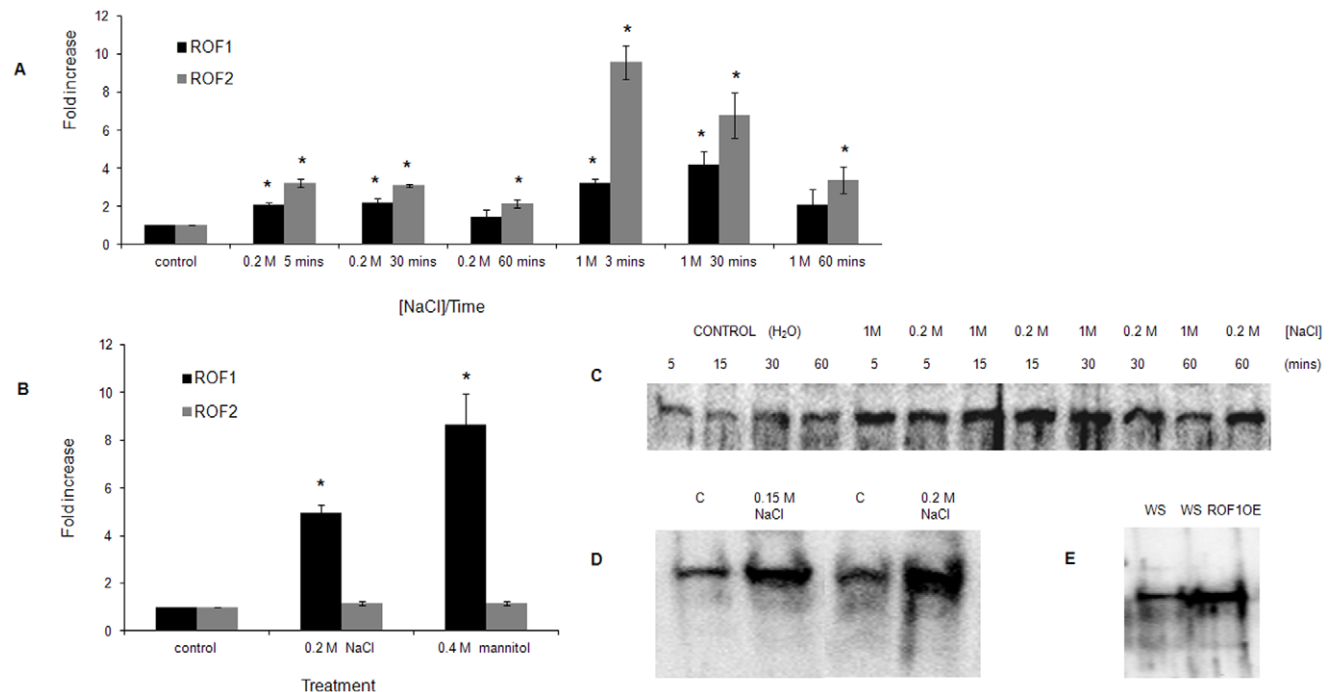 A
Fold increase
12
10
8
6
4
2
0
ROF1
ROF2
* * * * * * * * * *
control 0.2 M 5 mins 0.2 M 30 mins 0.2 M 60 mins 1 M 3 mins 1 M 30 mins 1 M 60 mins
[NaCl]/Time
B
Fold increase
12
10
8
6
4
2
0
ROF1
ROF2
* *
control 0.2 M NaCl 0.4 M mannitol
Treatment
CONTROL (H₂O) 1M 0.2 M 1M 0.2 M 1M 0.2 M 1M 0.2 M [NaCl]
C
5 15 30 60 5 5 15 15 30 30 60 60 (mins)
D
C 0.15 M NaCl C 0.2 M NaCl
E
WS WS ROF1OE